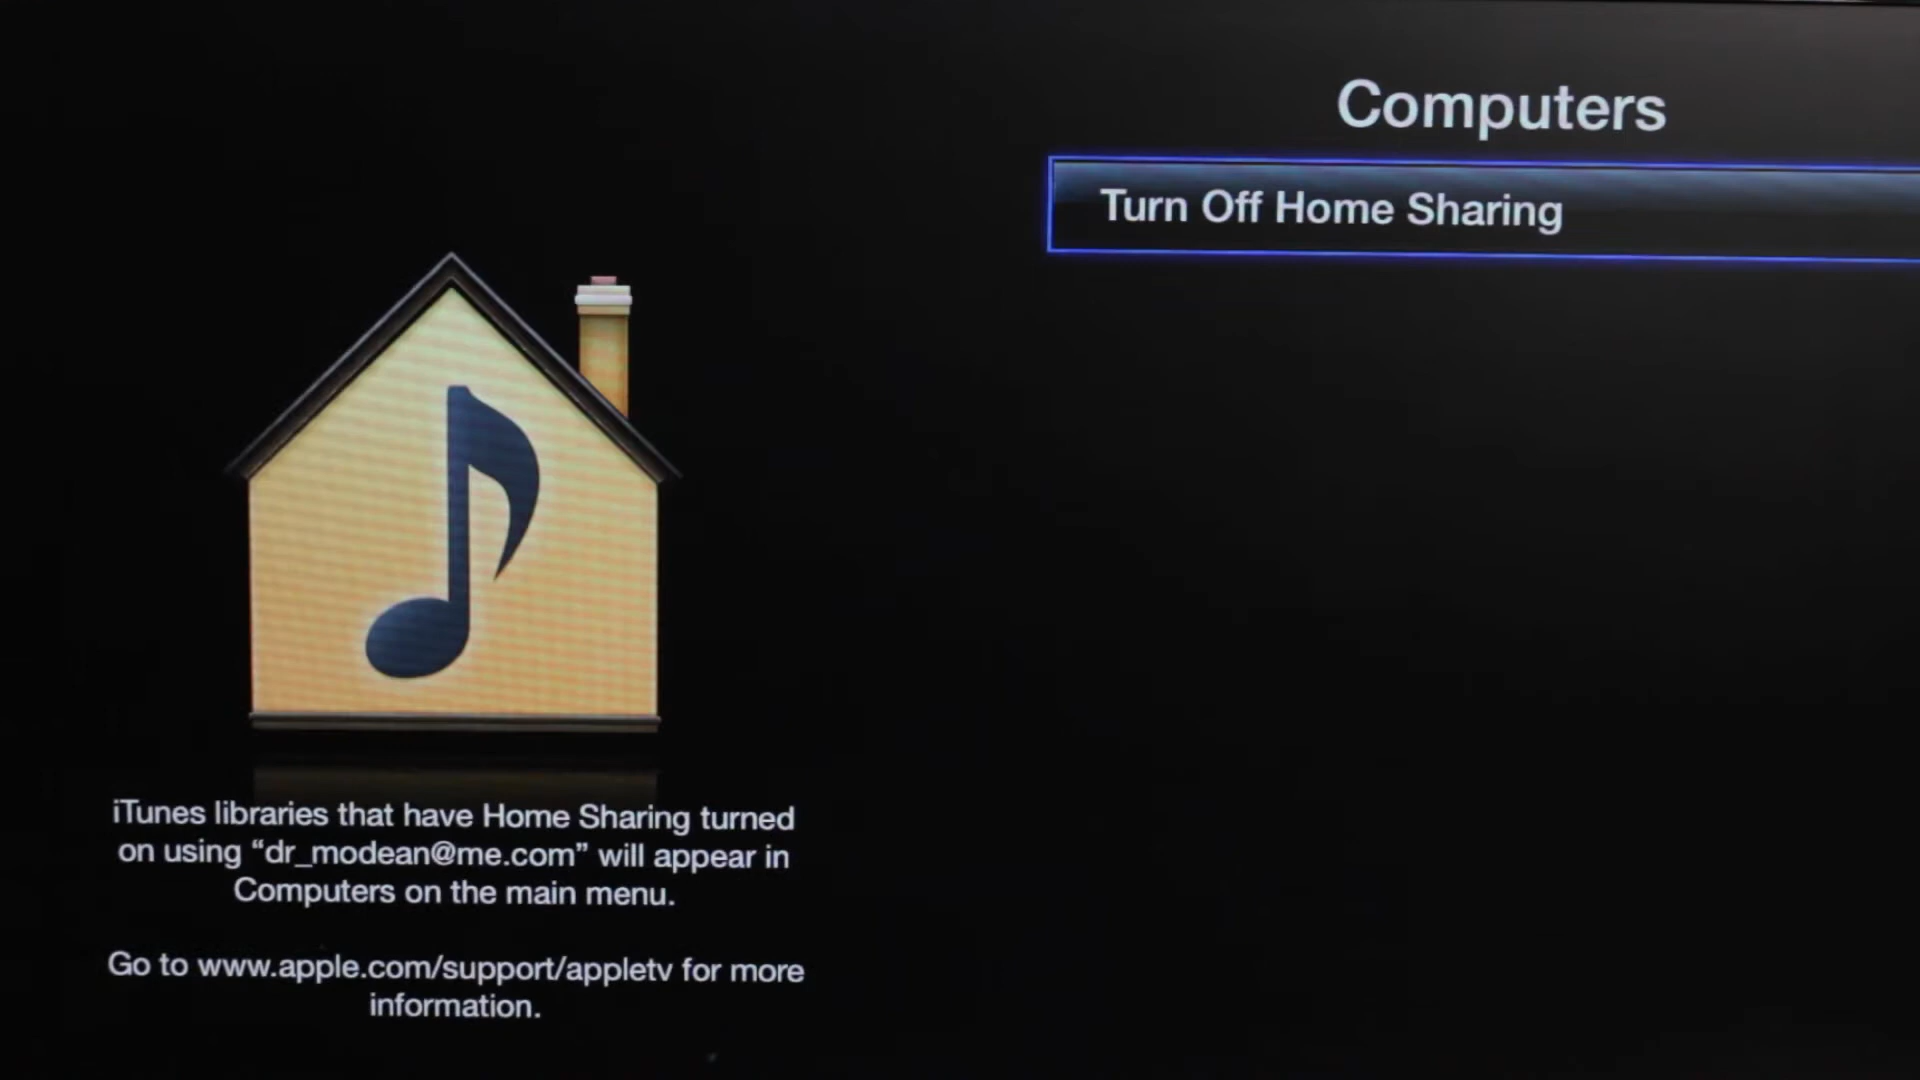 Computers
Turn Off Home Sharing
iTunes libraries that have Home Sharing turned
on using “dr_modean@me.com” will appear in
Computers on the main menu.
Go to www.apple.com/support/appletv for more
information.